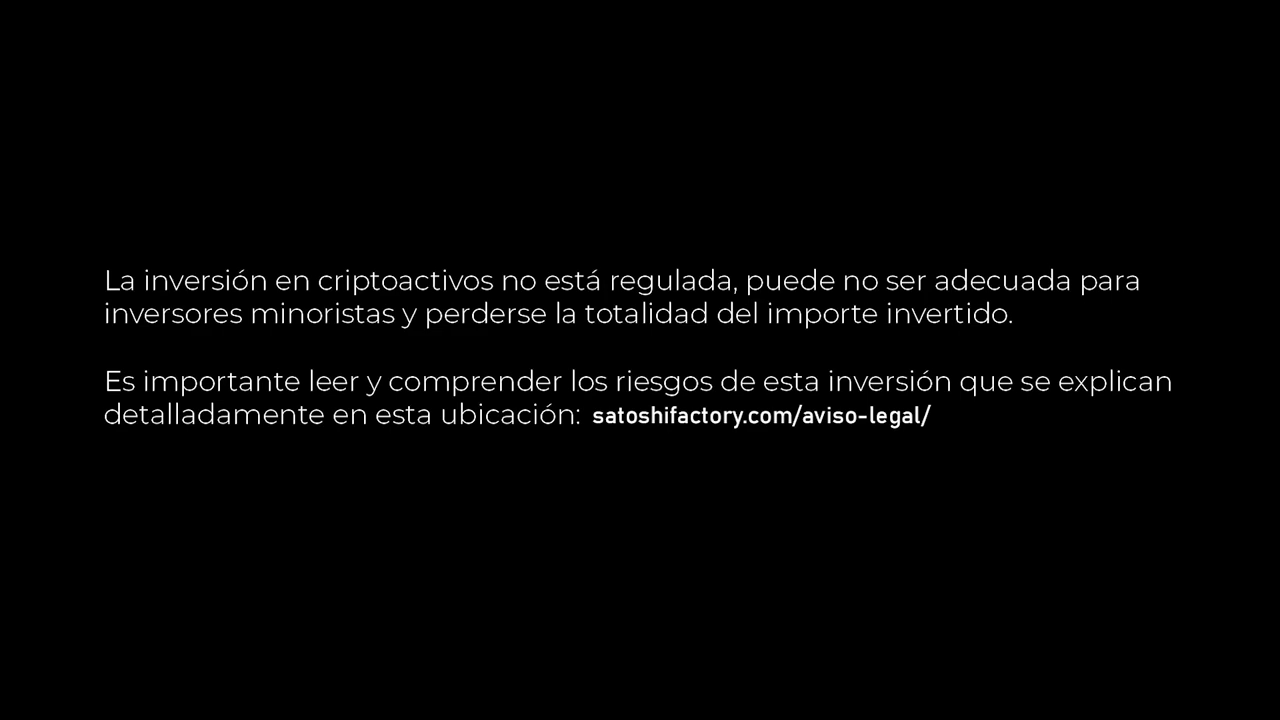 La inversión en criptoactivos no está regulada, puede no ser adecuada para
inversores minoristas y perderse la totalidad del importe invertido.
Es importante leer y comprender los riesgos de esta inversión que se explican
detalladamente en esta ubicación: satoshifactory.com/aviso-legal/